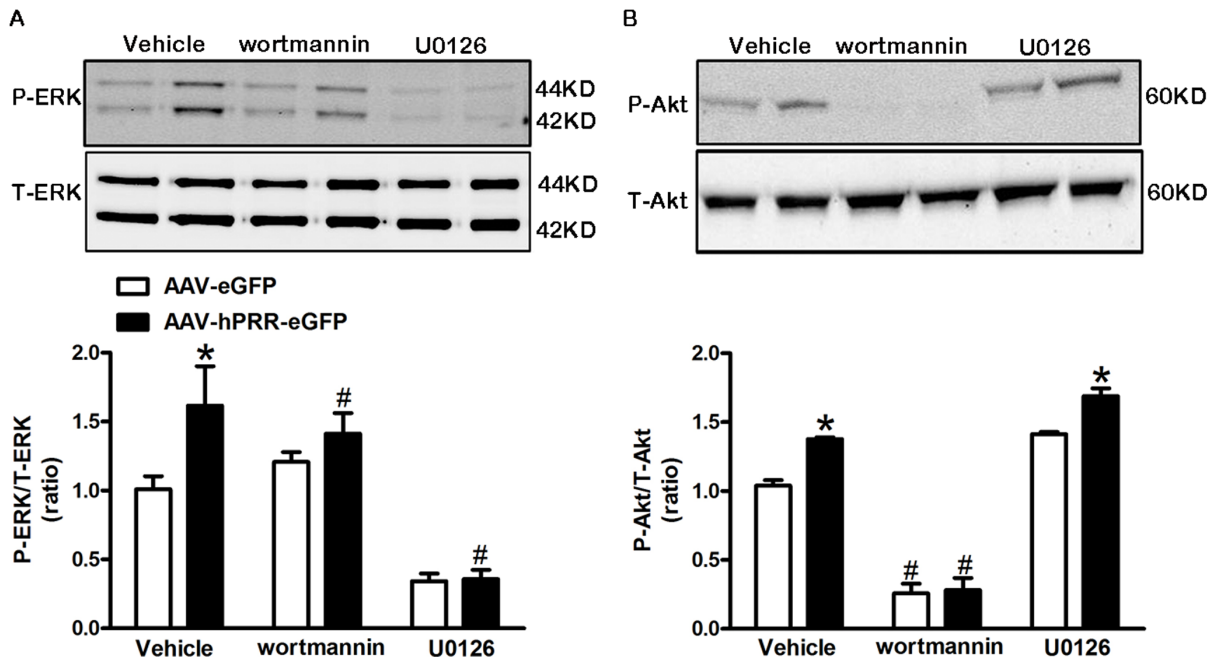 A
Vehicle wortmannin U0126
P-ERK
44KD
42KD
T-ERK
44KD
42KD
AAV-eGFP
AAV-hPRR-eGFP
P-ERK/T-ERK
(ratio)
2.0
1.5
1.0
0.5
0.0
*
#
#
Vehicle wortmannin U0126
B
Vehicle wortmannin U0126
P-Akt
60KD
T-Akt
60KD
P-Akt/T-Akt
(ratio)
2.0
1.5
1.0
0.5
0.0
*
# #
*
Vehicle wortmannin U0126